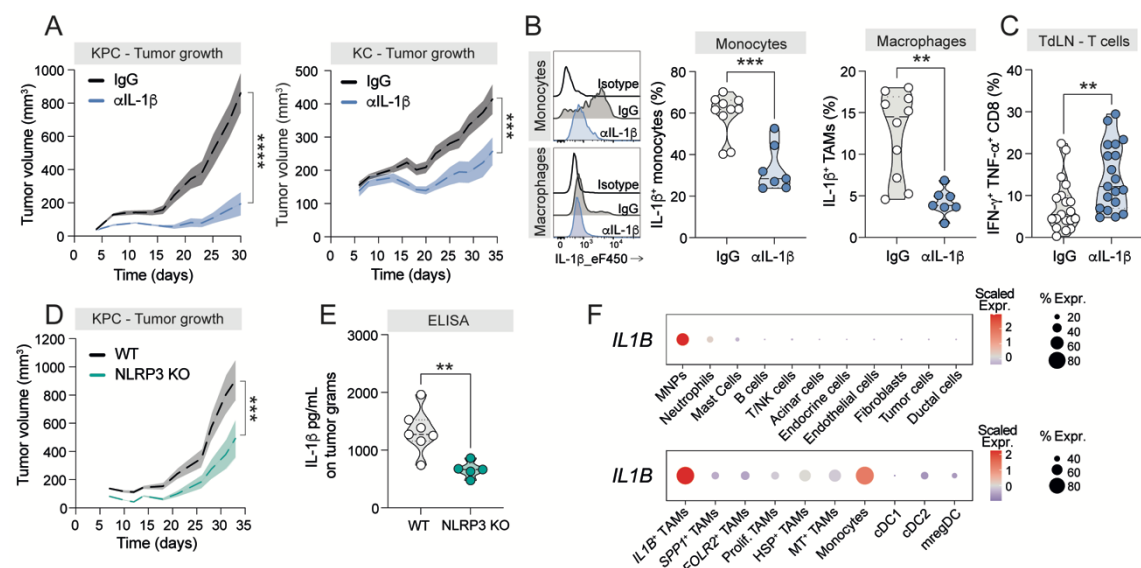 A
KPC - Tumor growth
IgG
αIL-1β
Tumor volume (mm³)
1000
800
600
400
200
0
0 5 10 15 20 25 30
Time (days)
****
KC - Tumor growth
IgG
αIL-1β
Tumor volume (mm³)
500
400
300
200
100
0
0 5 10 15 20 25 30 35
Time (days)
***
B
Monocytes
Isotype
IgG
αIL-1β
Macrophages
Isotype
IgG
αIL-1β
10³ 10⁴
IL-1β_eF450 →
Monocytes
***
IL-1β⁺ monocytes (%)
80
60
40
20
0
IgG αIL-1β
Macrophages
**
IL-1β⁺ TAMs (%)
20
15
10
5
0
IgG αIL-1β
C
TdLN - T cells
**
IFN-γ⁺ TNF-α⁺ CD8 (%)
40
30
20
10
0
IgG αIL-1β
D
KPC - Tumor growth
WT
NLRP3 KO
Tumor volume (mm³)
1200
1000
800
600
400
200
0
0 5 10 15 20 25 30 35
Time (days)
***
E
ELISA
**
IL-1β pg/mL
on tumor grams
3000
2000
1000
0
WT NLRP3 KO
F
IL1B
MNPs
Neutrophils
Mast Cells
B cells
T/NK cells
Acinar cells
Endocrine cells
Endothelial cells
Fibroblasts
Tumor cells
Ductal cells
Scaled
Expr.
2
1
0
% Expr.
20
40
60
80
IL1B
IL1B⁺ TAMs
SPP1⁺ TAMs
FOLR2⁺ TAMs
Prolif. TAMs
HSP⁺ TAMs
MT⁺ TAMs
Monocytes
cDC1
cDC2
mregDC
Scaled
Expr.
2
1
0
-1
% Expr.
40
60
80